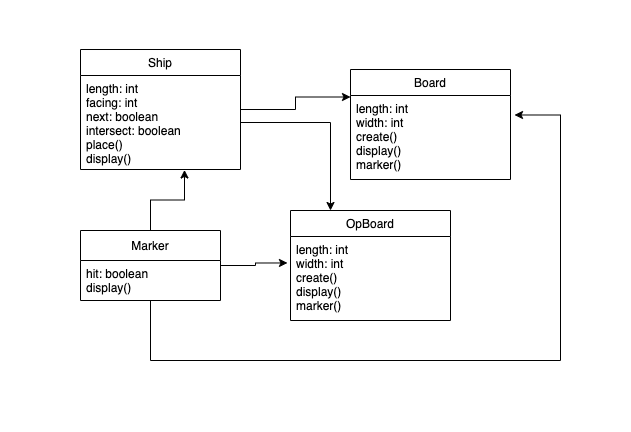 Ship
length: int
facing: int
next: boolean
intersect: boolean
place()
display()
Board
length: int
width: int
create()
display()
marker()
Marker
hit: boolean
display()
OpBoard
length: int
width: int
create()
display()
marker()